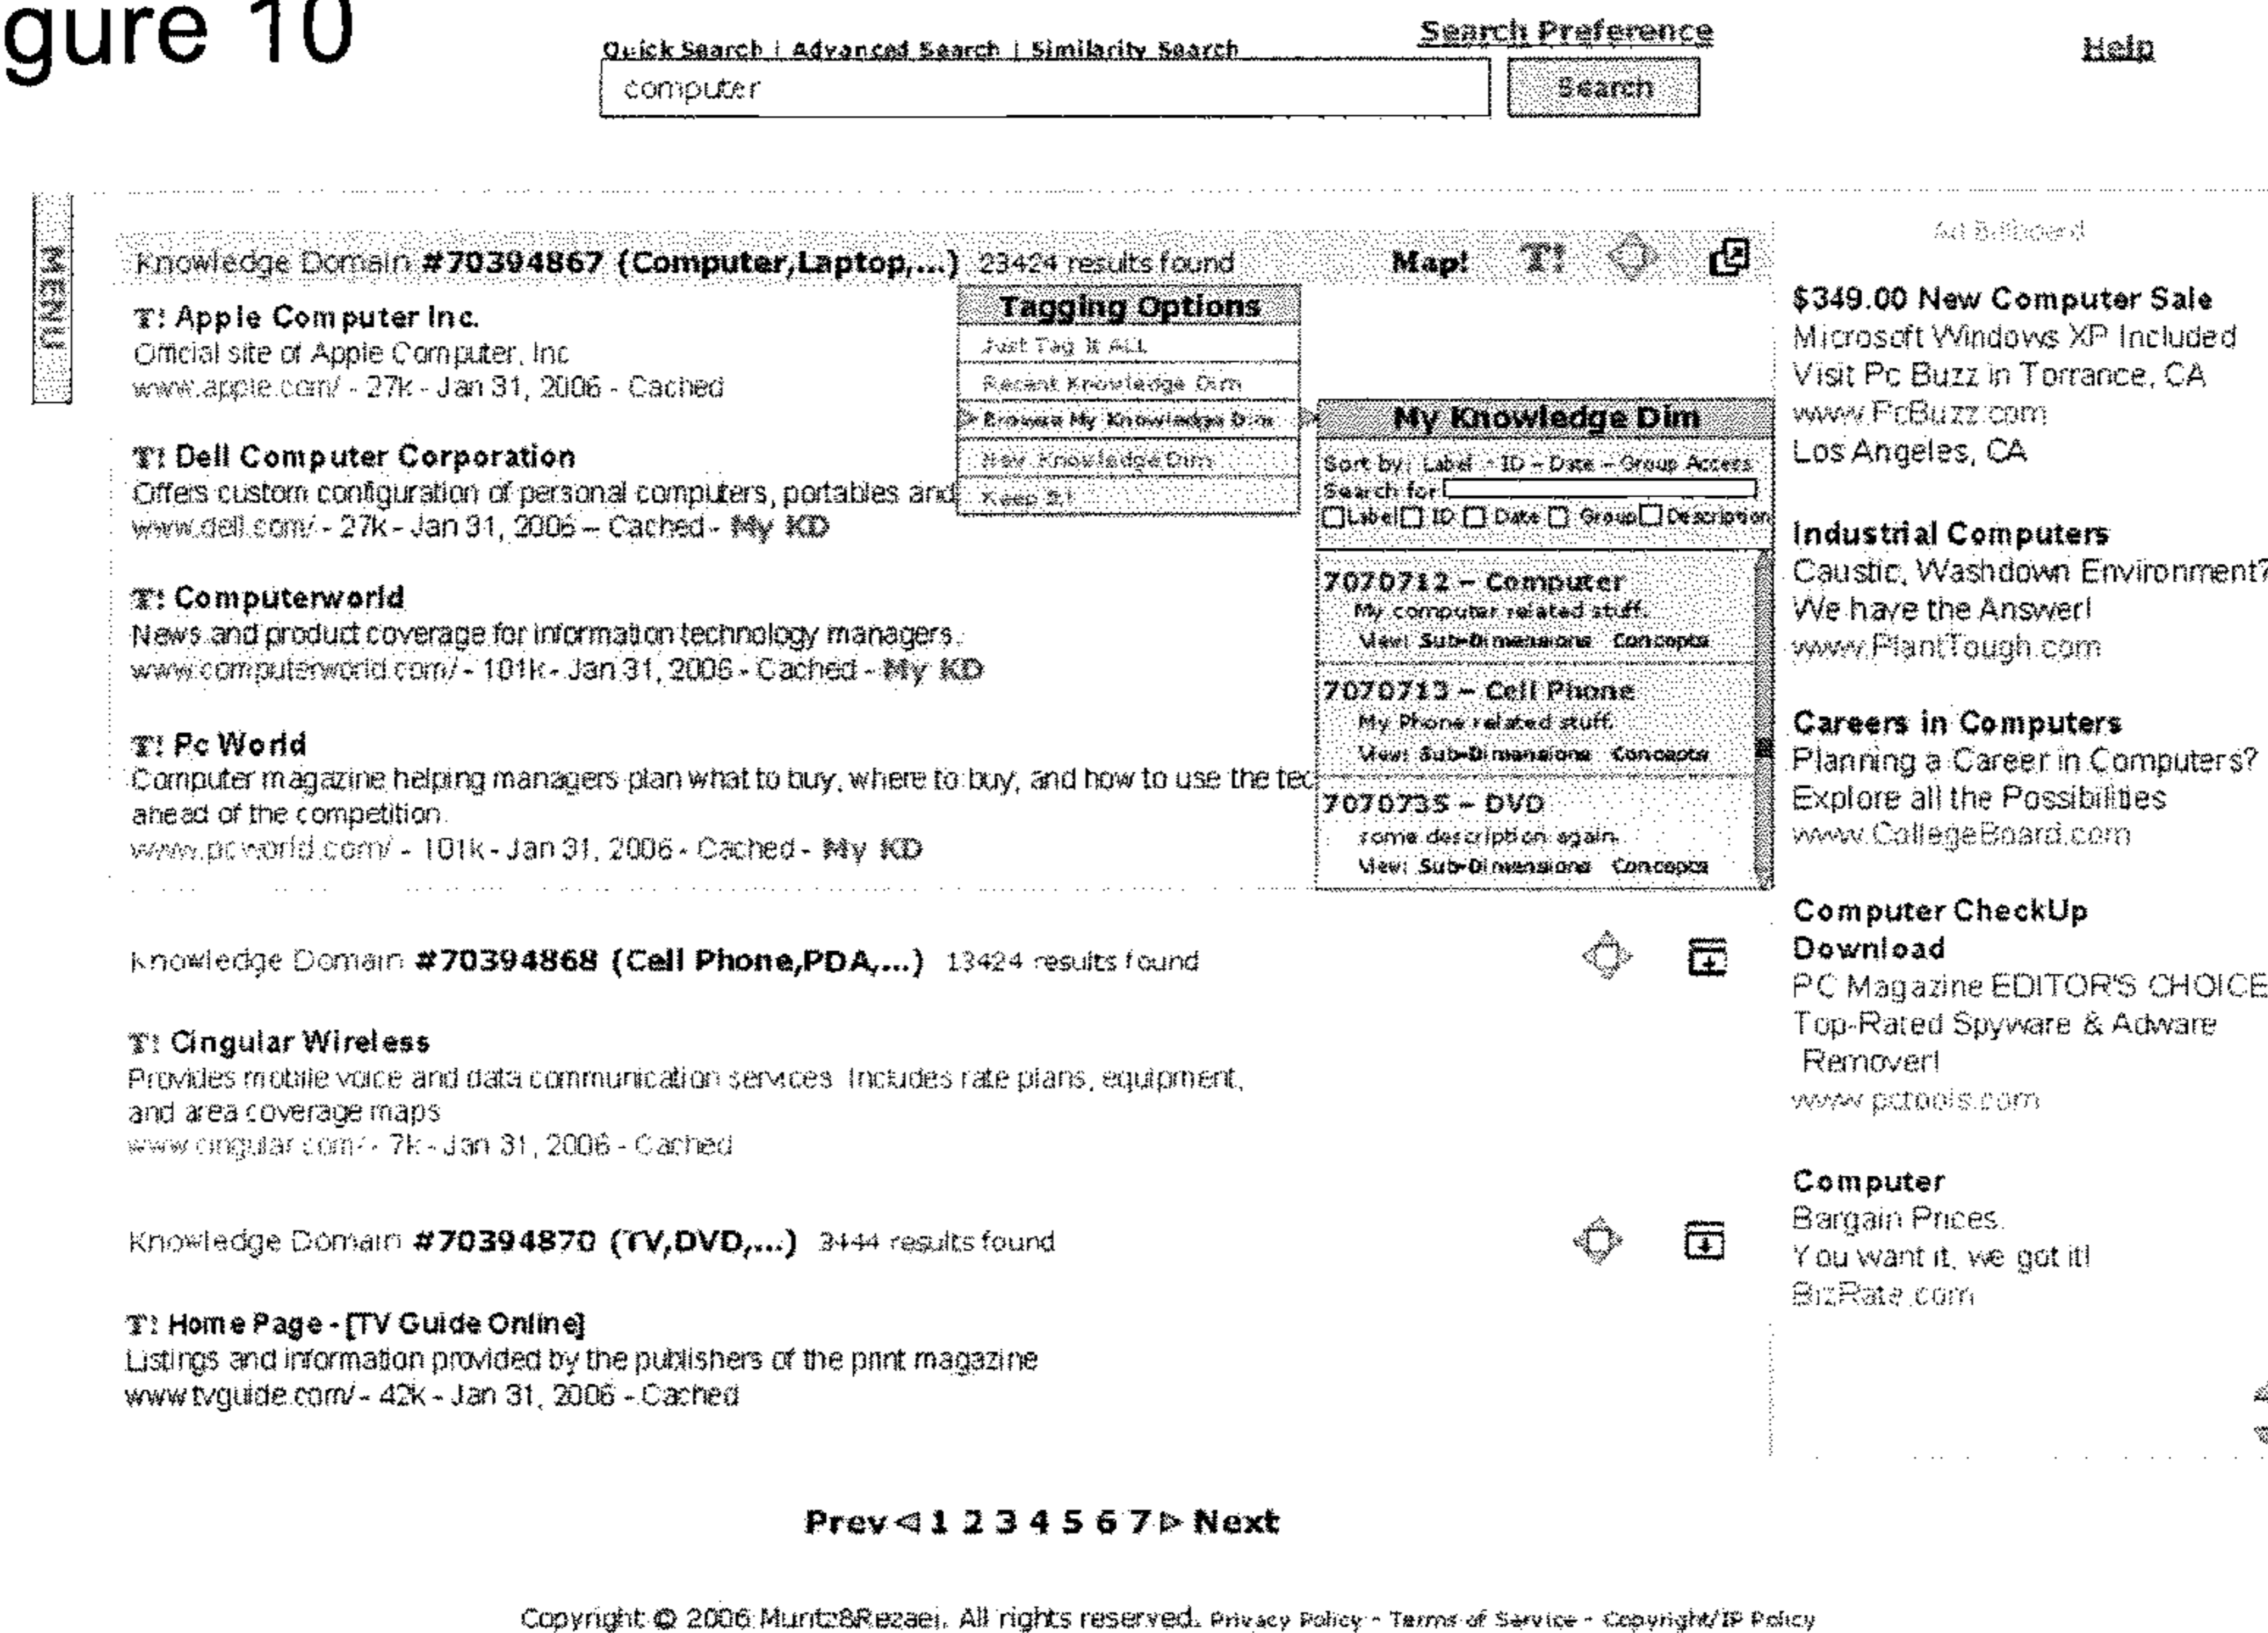 gure 10
Quick Search | Advanced Search | Similarity Search
Search Preference
Help
computer
Search
MENU
Knowledge Domain #70394867 (Computer,Laptop,...) 23424 results found
Map! T!
T! Apple Computer Inc.
Official site of Apple Computer, Inc
www.apple.com/ - 27k - Jan 31, 2006 - Cached
T! Dell Computer Corporation
Offers custom configuration of personal computers, portables and
www.dell.com/ - 27k - Jan 31, 2006 – Cached - My KD
T! Computerworld
News and product coverage for information technology managers.
www.computerworld.com/ - 101k - Jan 31, 2006 - Cached - My KD
T! Pc World
Computer magazine helping managers plan what to buy, where to buy, and how to use the tec
ahead of the competition.
www.pcworld.com/ - 101k - Jan 31, 2006 - Cached - My KD
Tagging Options
Just Tag It ALL
Recent Knowledge Dim
Browse My Knowledge Dim
New Knowledge Dim
Keep It!
My Knowledge Dim
Sort by: Label - ID – Date – Group Access
Search for
Label ID Date Group Description
7070712 – Computer
My computer related stuff.
View: Sub-Dimensions Concepts
7070713 – Cell Phone
My Phone related stuff.
View: Sub-Dimensions Concepts
7070735 – DVD
some description again.
View: Sub-Dimensions Concepts
Knowledge Domain #70394868 (Cell Phone,PDA,...) 13424 results found
T! Cingular Wireless
Provides mobile voice and data communication services. Includes rate plans, equipment,
and area coverage maps
www.cingular.com/ - 7k - Jan 31, 2006 - Cached
Knowledge Domain #70394870 (TV,DVD,...) 3444 results found
T! Home Page - [TV Guide Online]
Listings and information provided by the publishers of the print magazine
www.tvguide.com/ - 42k - Jan 31, 2006 - Cached
Ad Billboard
$349.00 New Computer Sale
Microsoft Windows XP Included
Visit Pc Buzz in Torrance, CA
www.PcBuzz.com
Los Angeles, CA
Industrial Computers
Caustic, Washdown Environment?
We have the Answer!
www.PlantTough.com
Careers in Computers
Planning a Career in Computers?
Explore all the Possibilities
www.CollegeBoard.com
Computer CheckUp
Download
PC Magazine EDITOR'S CHOICE
Top-Rated Spyware & Adware
Remover!
www.pctools.com
Computer
Bargain Prices.
You want it, we got it!
BizRate.com
Prev 1 2 3 4 5 6 7 Next
Copyright © 2006 Muntz&Rezaei. All rights reserved. Privacy Policy - Terms of Service - Copyright/IP Policy